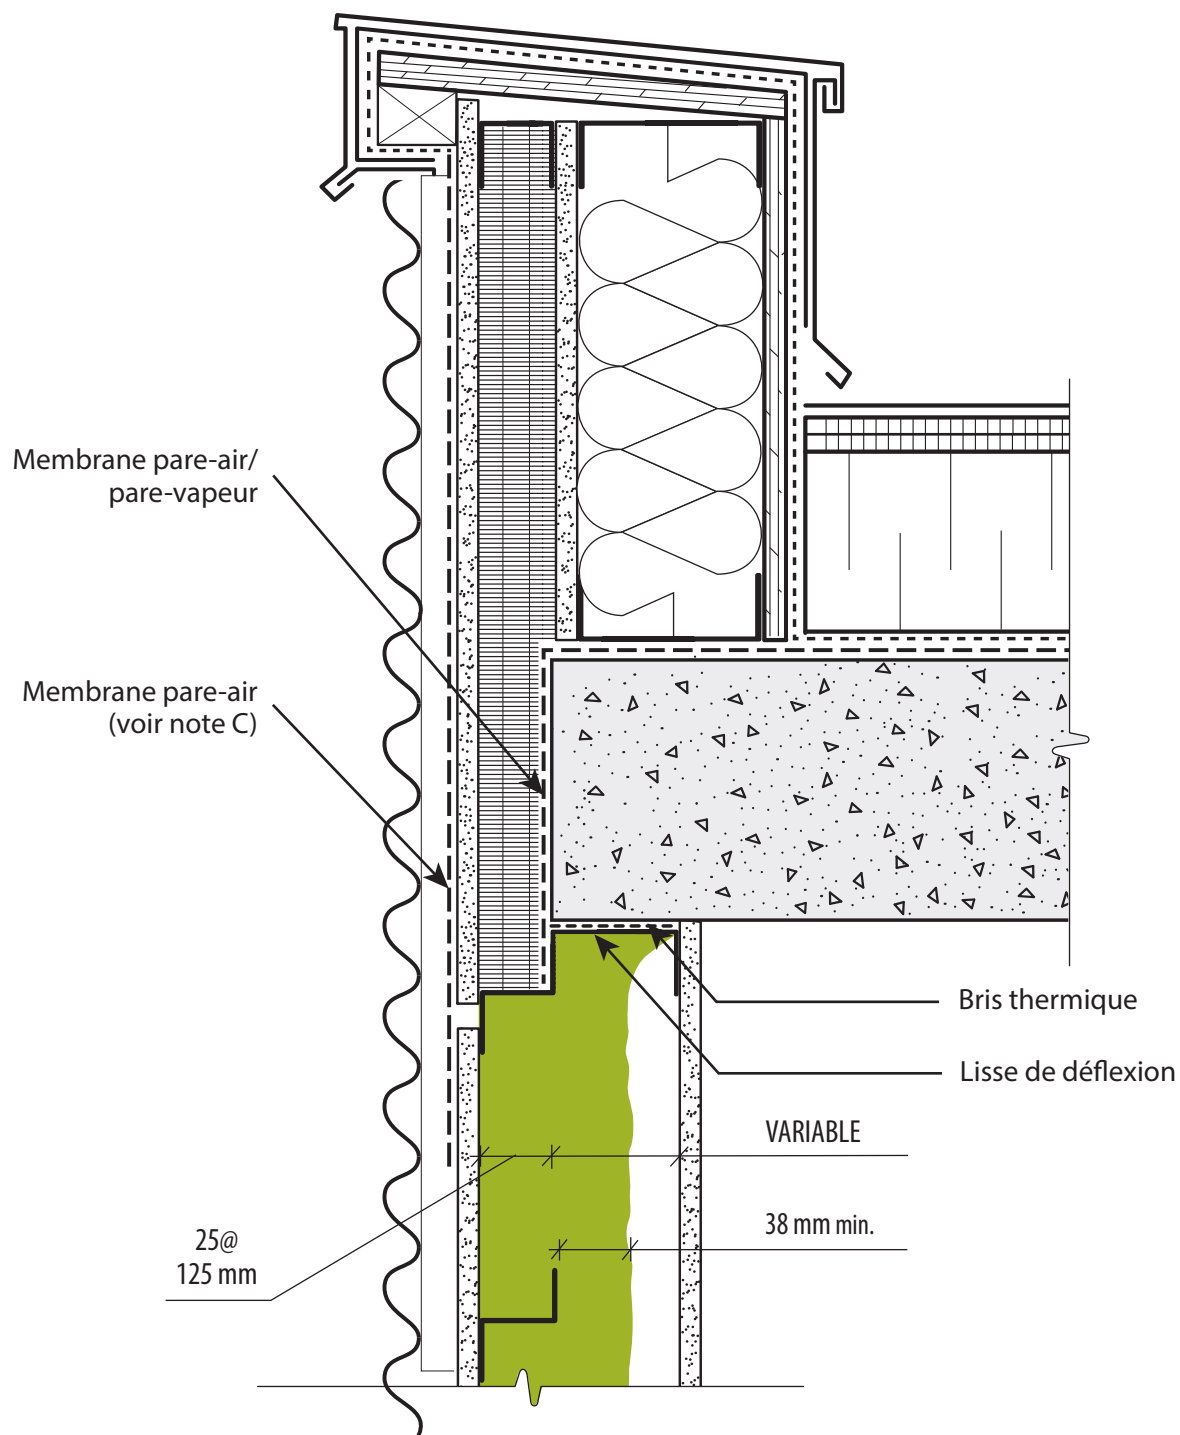 Membrane pare-air/
pare-vapeur
Membrane pare-air
(voir note C)
Bris thermique
Lisse de déflexion
VARIABLE
38 mm min.
25@
125 mm